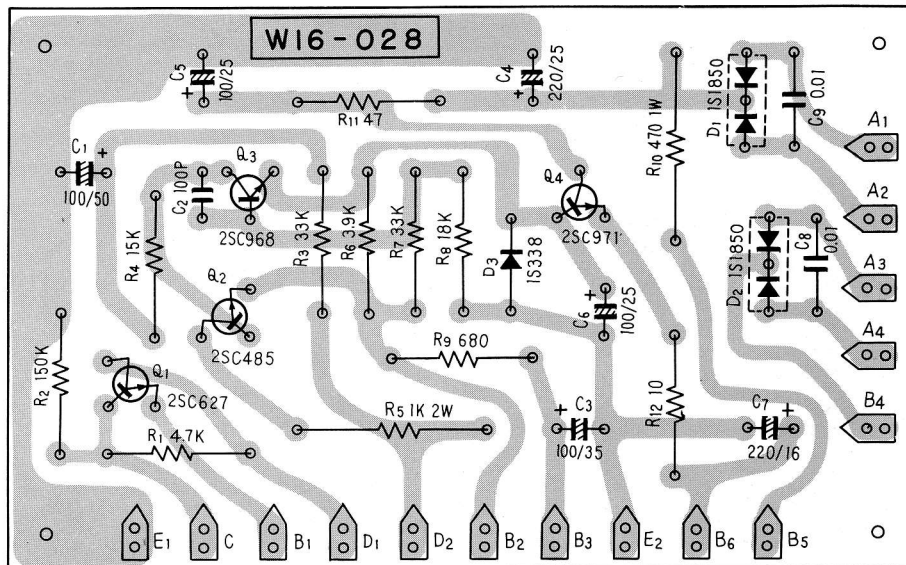 W16-028
C5 100/25
C4 220/25
R11 47
R10 470 1W
D1 1S1850
C9 0.01
A1
C1 100/50
C2 100P
Q3 2SC968
Q4 2SC971
A2
R4 15K
R3 33K
R6 3.9K
R7 33K
R8 18K
D3 1S338
D2 1S1850
C8 0.01
A3
Q2 2SC485
C6 100/25
A4
R2 150K
Q1 2SC627
R9 680
R5 1K 2W
C3 100/35
R12 10
C7 220/16
B4
R1 4.7K
E1
C
B1
D1
D2
B2
B3
E2
B6
B5
+
+
+
+
+
+